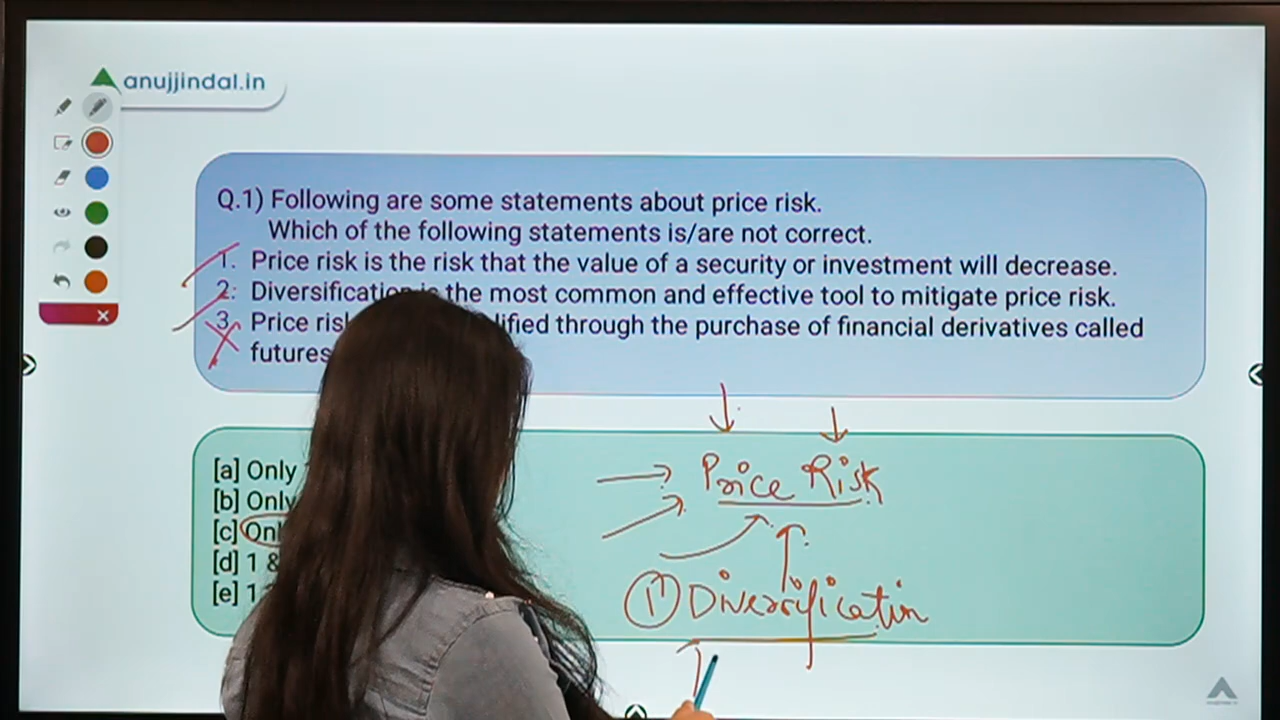 anujjindal.in
Q.1) Following are some statements about price risk.
Which of the following statements is/are not correct.
1. Price risk is the risk that the value of a security or investment will decrease.
2. Diversification is the most common and effective tool to mitigate price risk.
3. Price ris lified through the purchase of financial derivatives called
futures
[a] Only
[b] Only
[c] Onl
[d] 1 &
[e] 1
Price Risk
1 Diversificatin